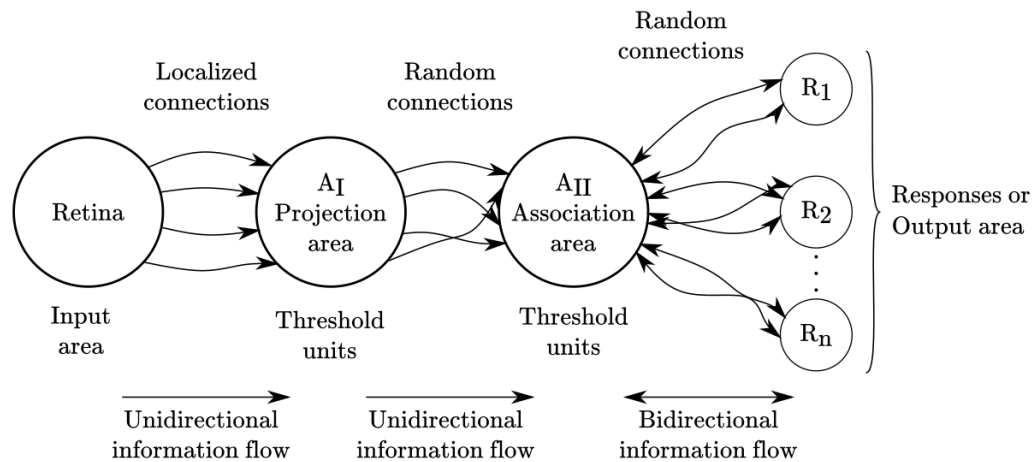 Random
connections
Localized
connections
Random
connections
R1
Retina
AI
Projection
area
AII
Association
area
R2
Responses or
Output area
Rn
Input
area
Threshold
units
Threshold
units
Unidirectional
information flow
Unidirectional
information flow
Bidirectional
information flow